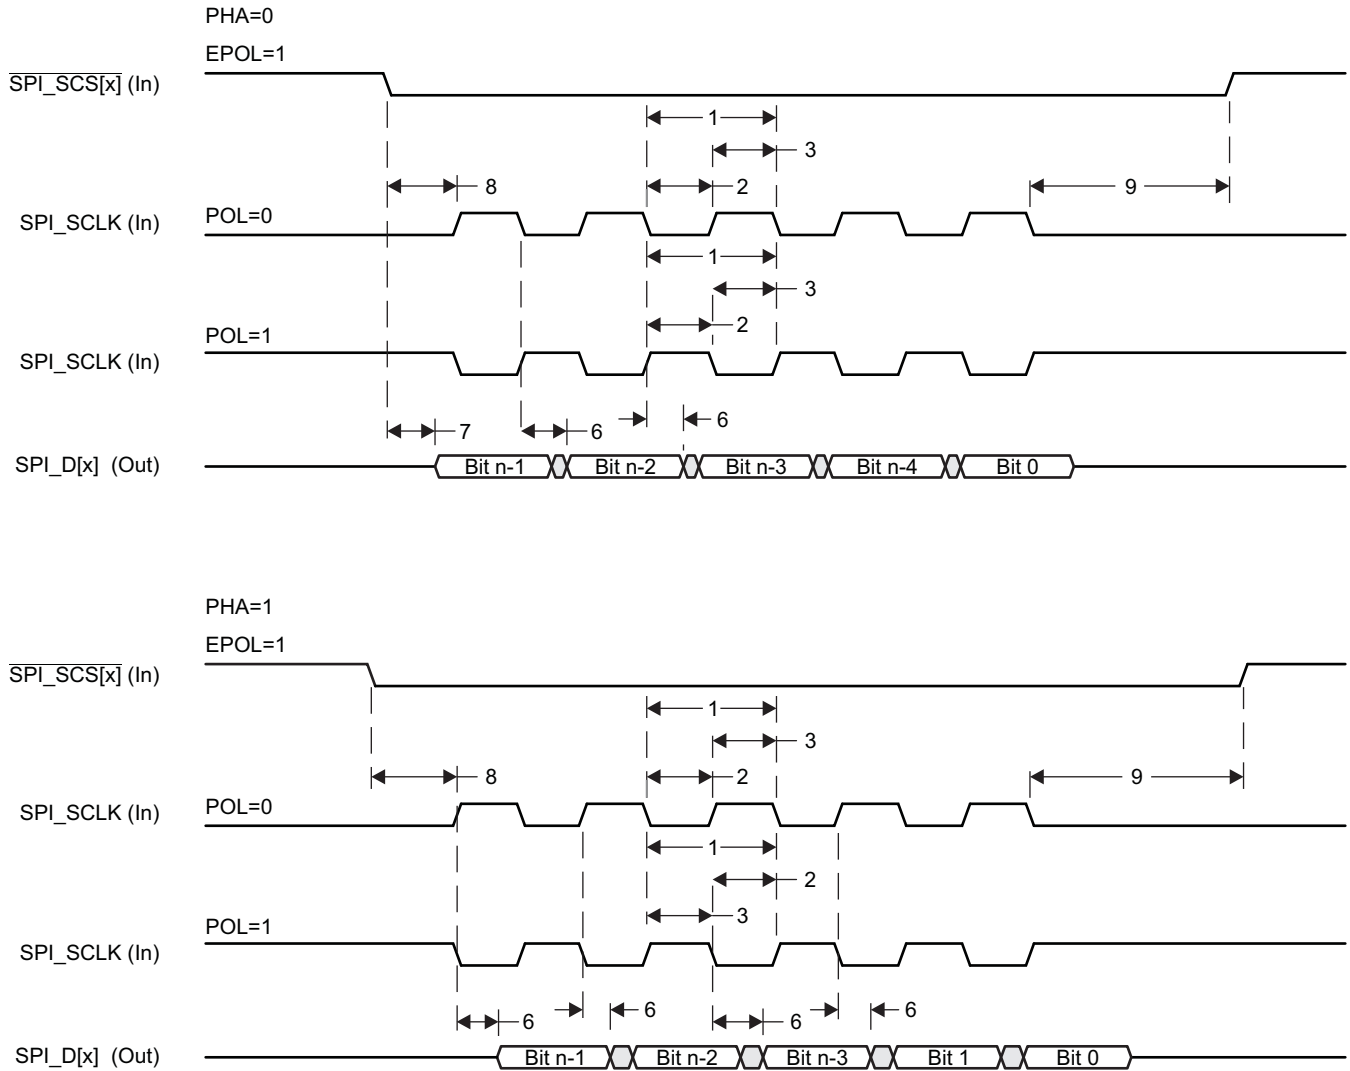 PHA=0
EPOL=1
SPI_SCS[x] (In)
1
3
8
2
9
SPI_SCLK (In)
POL=0
1
3
2
POL=1
SPI_SCLK (In)
7
6
6
SPI_D[x] (Out)
Bit n-1
Bit n-2
Bit n-3
Bit n-4
Bit 0
PHA=1
EPOL=1
SPI_SCS[x] (In)
1
3
8
2
9
SPI_SCLK (In)
POL=0
1
2
3
POL=1
SPI_SCLK (In)
6
6
6
6
SPI_D[x] (Out)
Bit n-1
Bit n-2
Bit n-3
Bit 1
Bit 0